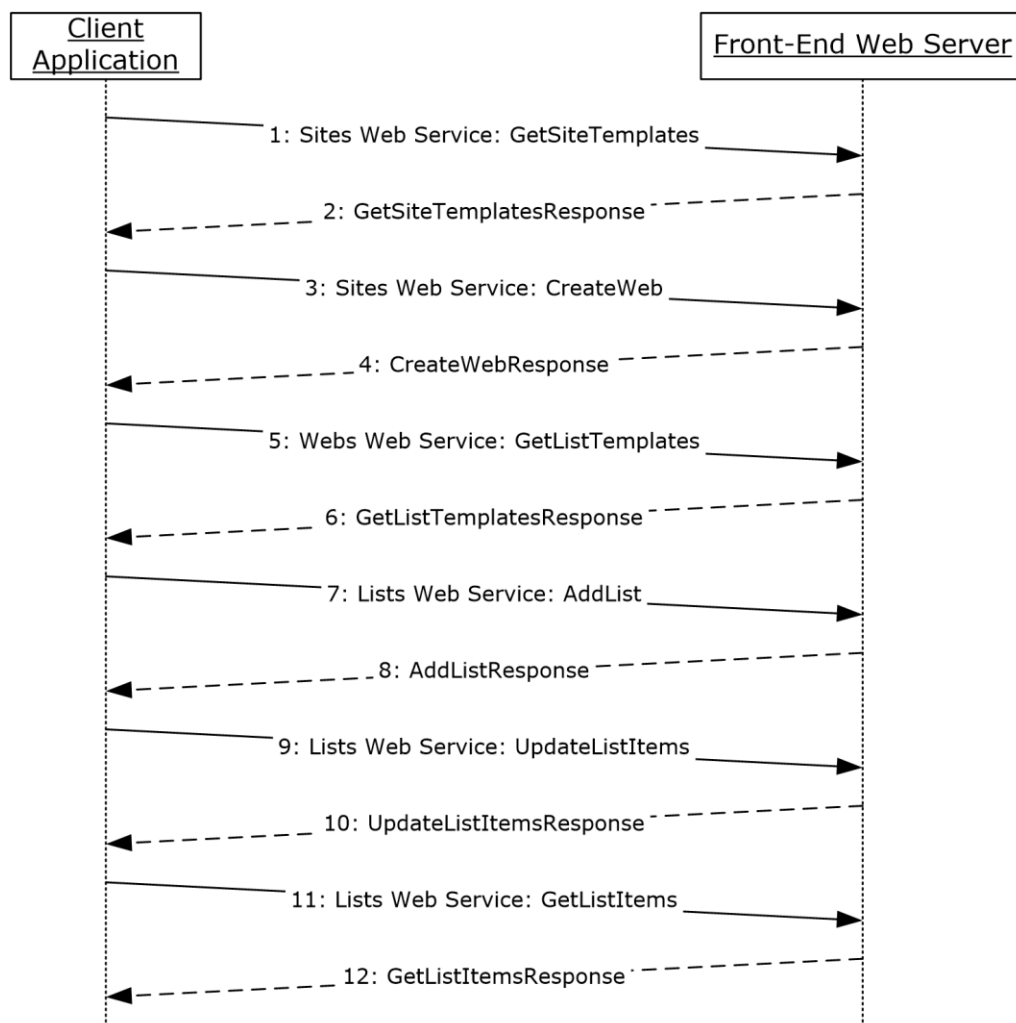 Client
Application
Front-End Web Server
1: Sites Web Service: GetSiteTemplates
2: GetSiteTemplatesResponse
3: Sites Web Service: CreateWeb
4: CreateWebResponse
5: Webs Web Service: GetListTemplates
6: GetListTemplatesResponse
7: Lists Web Service: AddList
8: AddListResponse
9: Lists Web Service: UpdateListItems
10: UpdateListItemsResponse
11: Lists Web Service: GetListItems
12: GetListItemsResponse